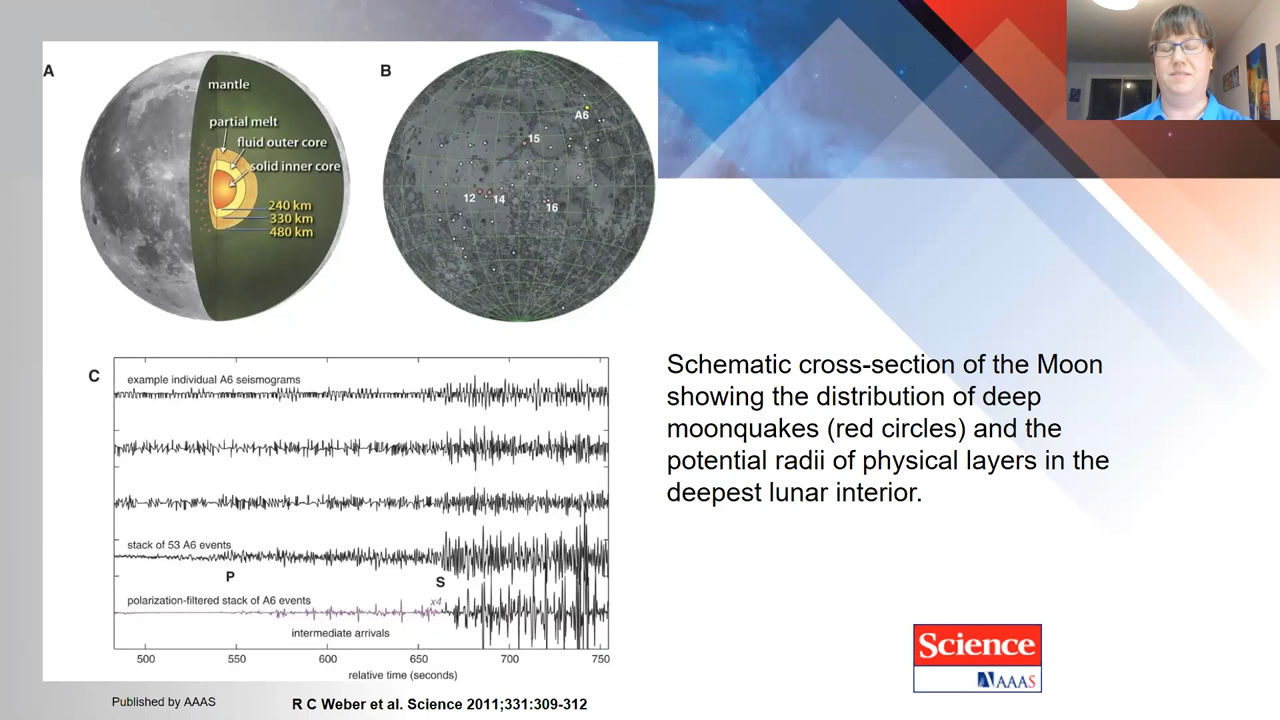 A
mantle
partial melt
fluid outer core
solid inner core
240 km
330 km
480 km
B
A6
15
12
14
16
C
example individual A6 seismograms
stack of 53 A6 events
P
S
polarization-filtered stack of A6 events
x4
intermediate arrivals
500
550
600
650
700
750
relative time (seconds)
Schematic cross-section of the Moon
showing the distribution of deep
moonquakes (red circles) and the
potential radii of physical layers in the
deepest lunar interior.
Science
AAAS
Published by AAAS
R C Weber et al. Science 2011;331:309-312